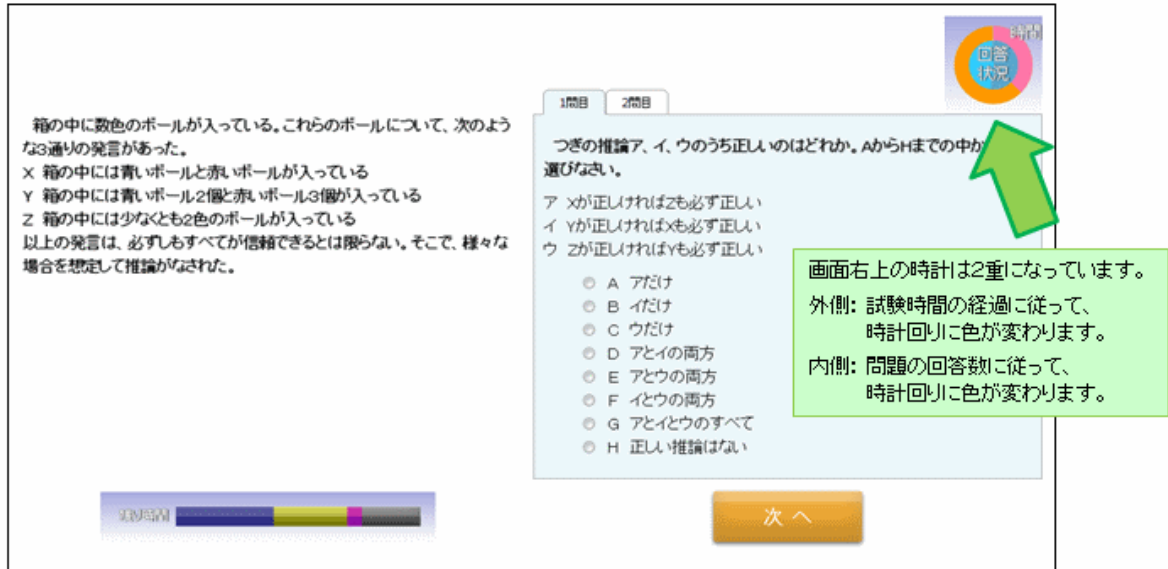 時間
回答
状況
箱の中に数色のボールが入っている。これらのボールについて、次のよう
な3通りの発言があった。
X 箱の中には青いボールと赤いボールが入っている
Y 箱の中には青いボール2個と赤いボール3個が入っている
Z 箱の中には少なくとも2色のボールが入っている
以上の発言は、必ずしもすべてが信頼できるとは限らない。そこで、様々な
場合を想定して推論がなされた。
1問目 2問目
つぎの推論ア、イ、ウのうち正しいのはどれか。AからHまでの中か
選びなさい。
ア Xが正しければZも必ず正しい
イ Yが正しければXも必ず正しい
ウ Zが正しければYも必ず正しい
A アだけ
B イだけ
C ウだけ
D アとイの両方
E アとウの両方
F イとウの両方
G アとイとウのすべて
H 正しい推論はない
画面右上の時計は2重になっています。
外側: 試験時間の経過に従って、
時計回りに色が変わります。
内側: 問題の回答数に従って、
時計回りに色が変わります。
残り時間
次 へ